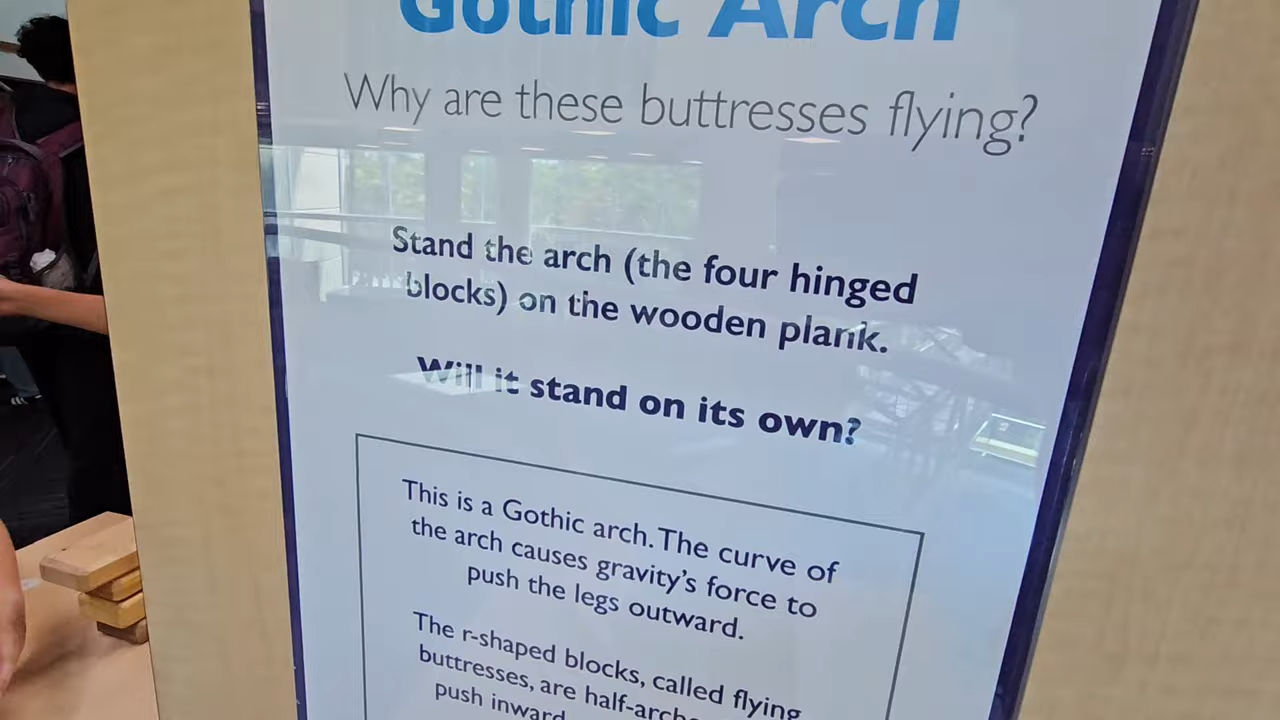 Gothic Arch
Why are these buttresses flying?
Stand the arch (the four hinged
blocks) on the wooden plank.
Will it stand on its own?
This is a Gothic arch. The curve of
the arch causes gravity's force to
push the legs outward.
The r-shaped blocks, called flying
buttresses, are half-arches
push inward